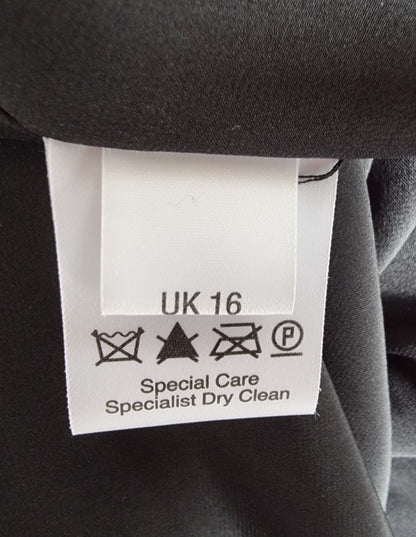 UK 16
P
Special Care
Specialist Dry Clean